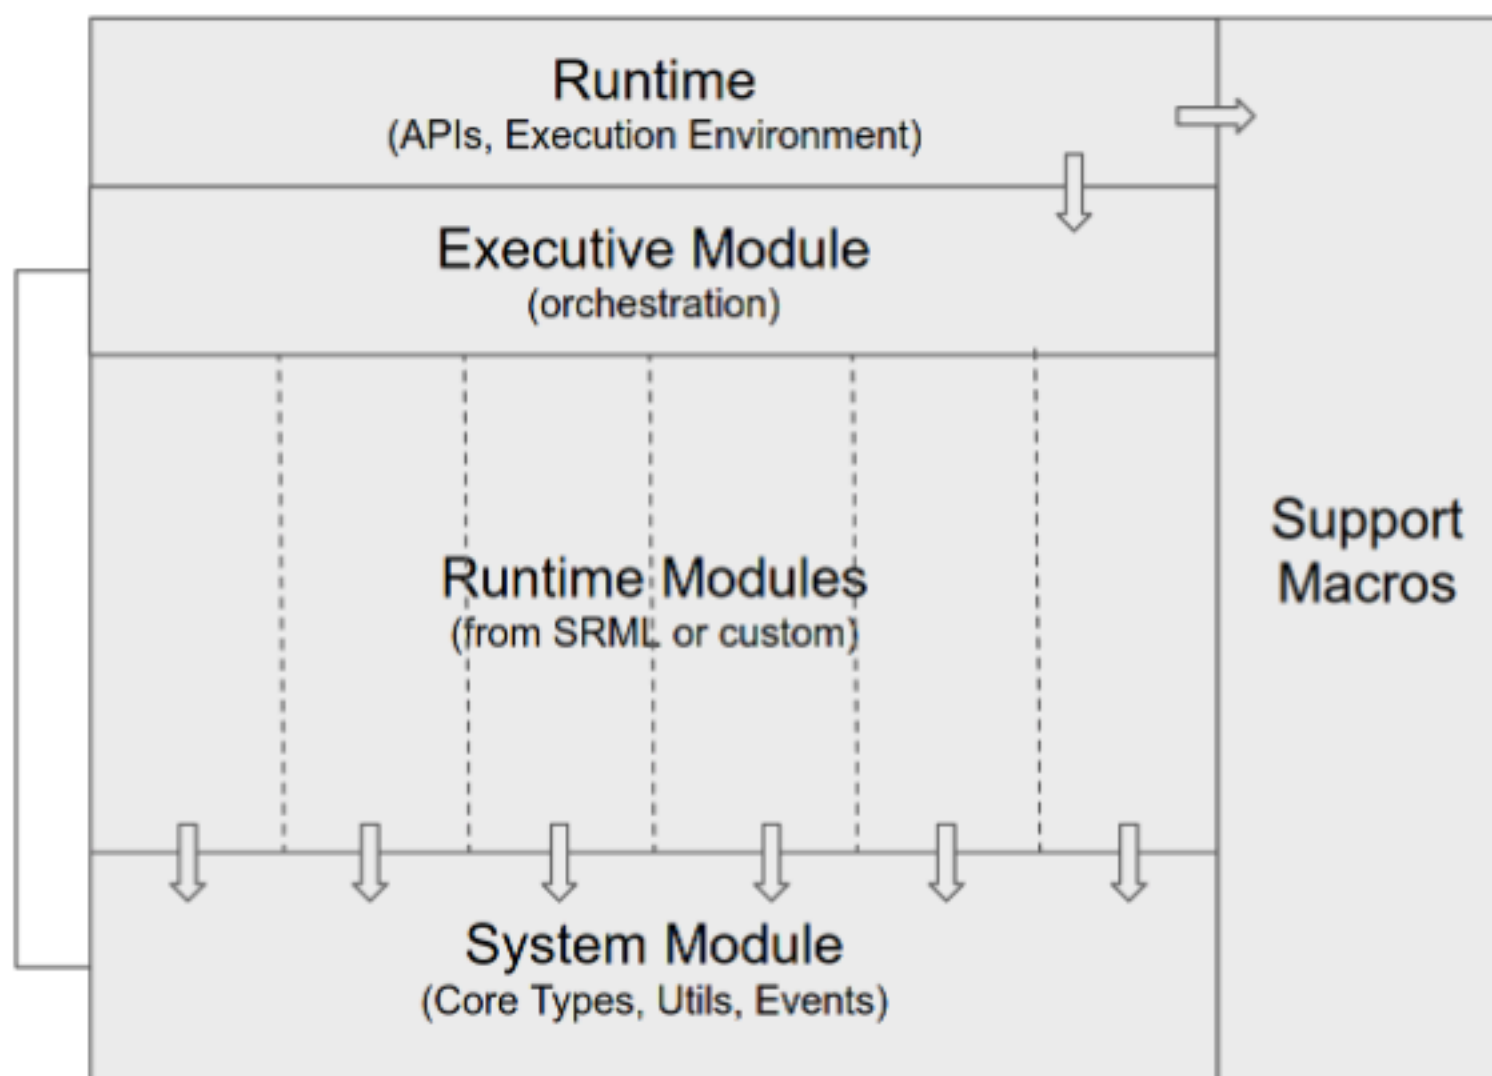 Runtime
(APIs, Execution Environment)
Executive Module
(orchestration)
Runtime Modules
(from SRML or custom)
Support
Macros
System Module
(Core Types, Utils, Events)